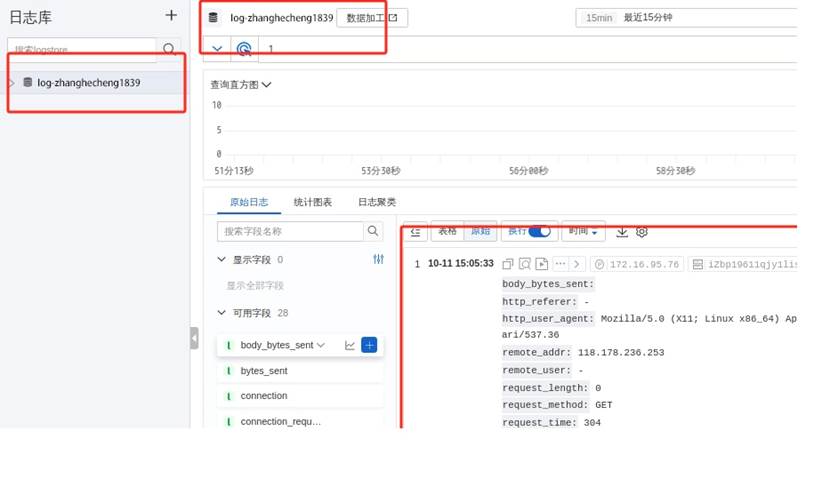 日志库
搜索logstore
log-zhanghecheng1839
log-zhanghecheng1839 数据加工
15min 最近15分钟
1
查询直方图
10
5
0
51分13秒 53分30秒 56分00秒 58分30秒
原始日志 统计图表 日志聚类
搜索字段名称
表格 原始 换行 时间
显示字段 0
显示全部字段
可用字段 28
t body_bytes_sent
t bytes_sent
t connection
t connection_requ...
1 10-11 15:05:33 172.16.95.76
body_bytes_sent:
http_referer: -
http_user_agent: Mozilla/5.0 (X11; Linux x86_64) Ap
ari/537.36
remote_addr: 118.178.236.253
remote_user: -
request_length: 0
request_method: GET
request_time: 304